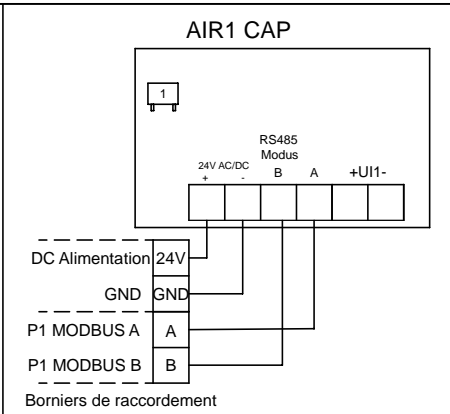 AIR1 CAP
1
RS485
Modus
24V AC/DC
+ - B A +UI1-
DC Alimentation 24V
GND GND
P1 MODBUS A A
P1 MODBUS B B
Borniers de raccordement